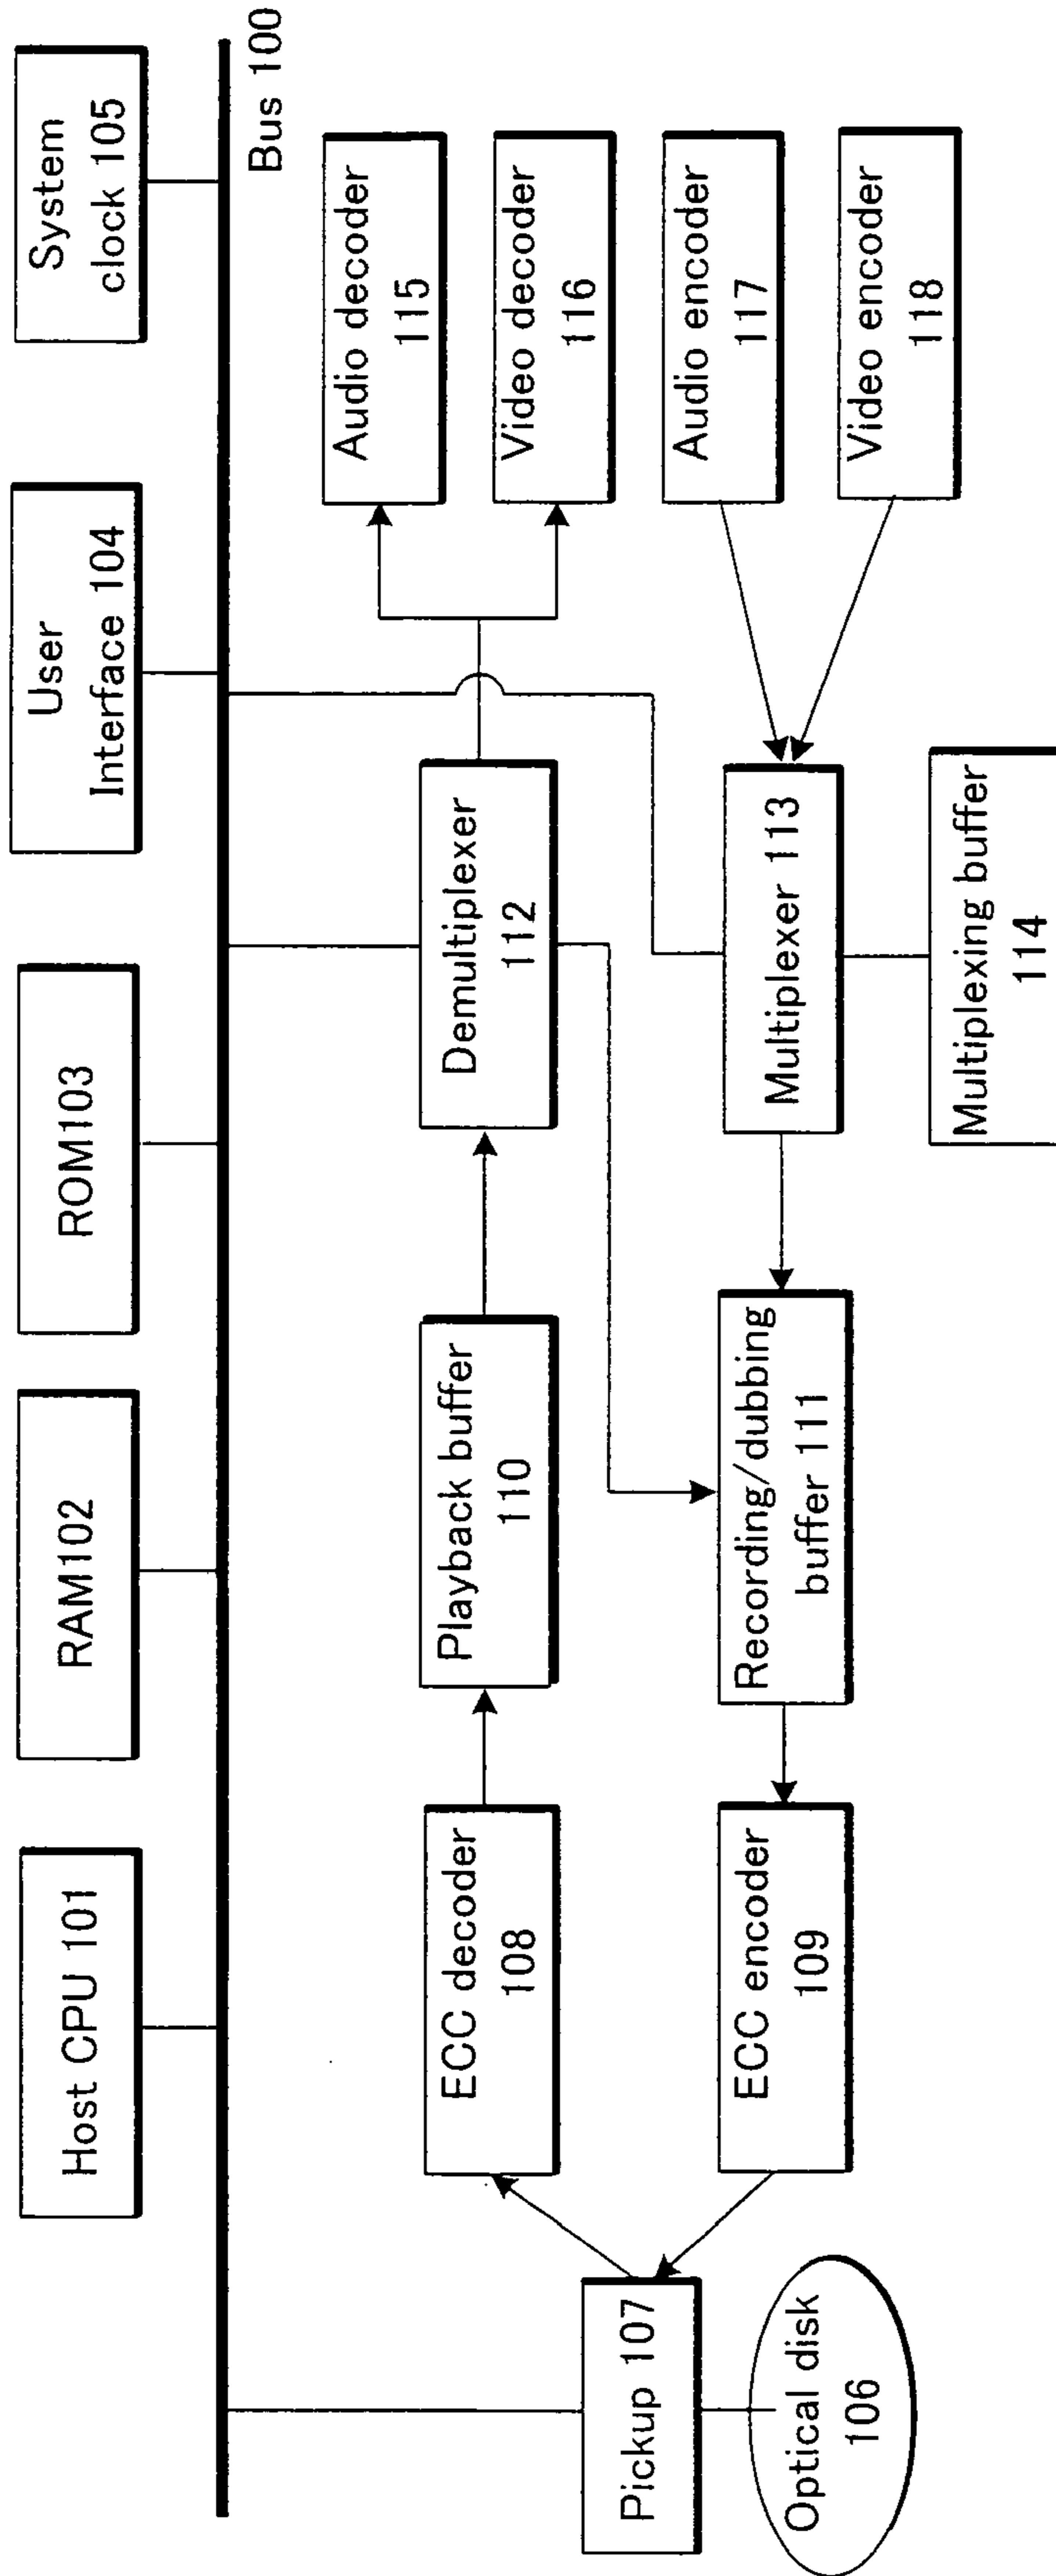 Host CPU 101
RAM102
ROM103
User
Interface 104
System
clock 105
Bus 100
Pickup 107
Optical disk
106
ECC decoder
108
Playback buffer
110
Demultiplexer
112
Audio decoder
115
Video decoder
116
ECC encoder
109
Recording/dubbing
buffer 111
Multiplexer 113
Audio encoder
117
Video encoder
118
Multiplexing buffer
114